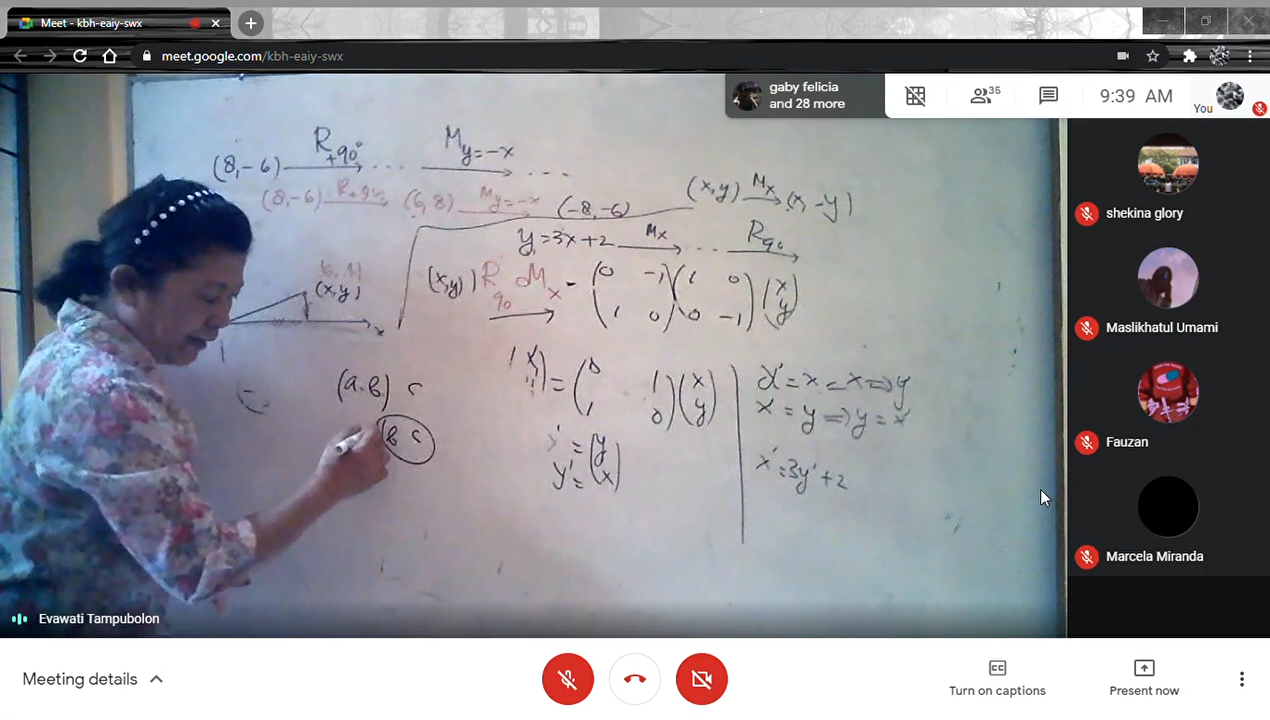 Meet - kbh-eaiy-swx
meet.google.com/kbh-eaiy-swx
gaby felicia
and 28 more
35
9:39 AM
You
(8,-6) R+90° ... My=-x ...
(8,-6) R+90° (6,8) My=-x (-8,-6)
(x,y) Mx (x,-y)
y=3x+2 Mx .. R90
(x,y) R90 o Mx - (0 -1)(1 0)(x)
(1 0)(0 -1)(y)
(x,y)
x
(a.b) c
b c
= (0 1)(x)
(1 0)(y)
x' = (y)
y' = (x)
x' = x = x => y
x = y => y = x
x' = 3y' + 2
shekina glory
Maslikhatul Umami
Fauzan
Marcela Miranda
Evawati Tampubolon
Meeting details
Turn on captions
Present now